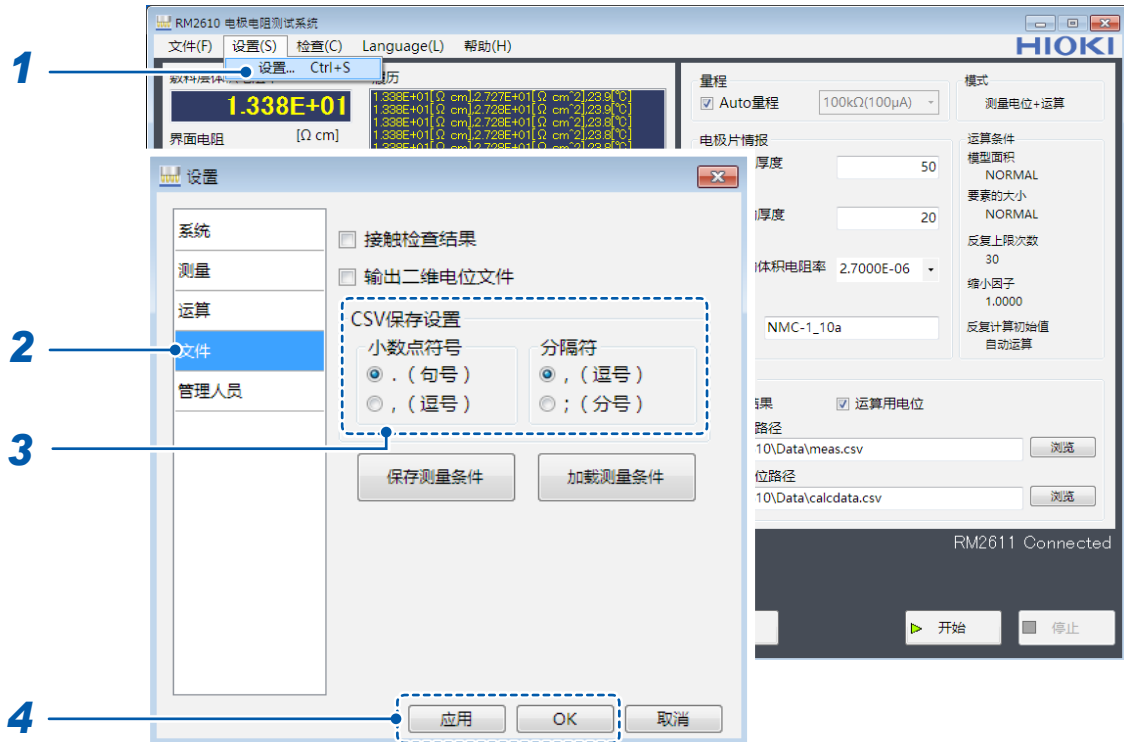 RM2610 电极电阻测试系统
文件(F) 设置(S) 检查(C) Language(L) 帮助(H)
HIOKI
1
设置... Ctrl+S
履历
1.338E+01
界面电阻 [Ω cm]
1.338E+01[Ω cm],2.727E+01[Ω cm^2],23.9[℃]
1.338E+01[Ω cm],2.728E+01[Ω cm^2],23.9[℃]
1.338E+01[Ω cm],2.728E+01[Ω cm^2],23.8[℃]
1.338E+01[Ω cm],2.728E+01[Ω cm^2],23.8[℃]
量程
Auto量程 100kΩ(100μA)
模式
测量电位+运算
电极片情报
厚度 50
厚度 20
体积电阻率 2.7000E-06
NMC-1_10a
运算条件
模型面积
NORMAL
要素的大小
NORMAL
反复上限次数
30
缩小因子
1.0000
反复计算初始值
自动运算
设置
系统
测量
运算
2
文件
管理人员
接触检查结果
输出二维电位文件
CSV保存设置
小数点符号
. ( 句号 )
, ( 逗号 )
分隔符
, ( 逗号 )
; ( 分号 )
3
保存测量条件 加载测量条件
果 运算用电位
路径
10\Data\meas.csv 浏览
位路径
10\Data\calcdata.csv 浏览
RM2611 Connected
开始 停止
4
应用 OK 取消